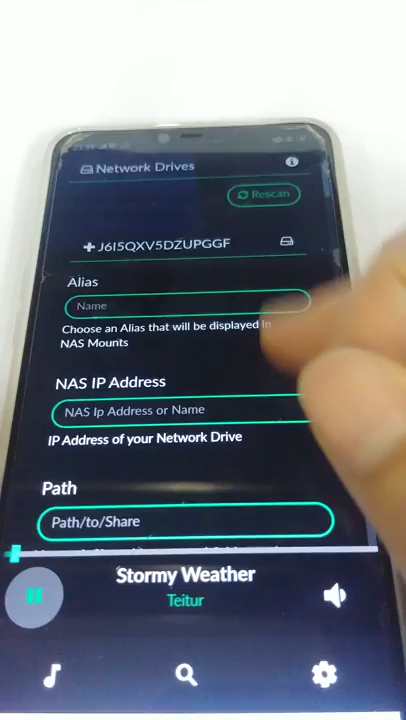 Network Drives
Rescan
J6I5QXV5DZUPGGF
Alias
Name
Choose an Alias that will be displayed in
NAS Mounts
NAS IP Address
NAS Ip Address or Name
IP Address of your Network Drive
Path
Path/to/Share
Stormy Weather
Teitur